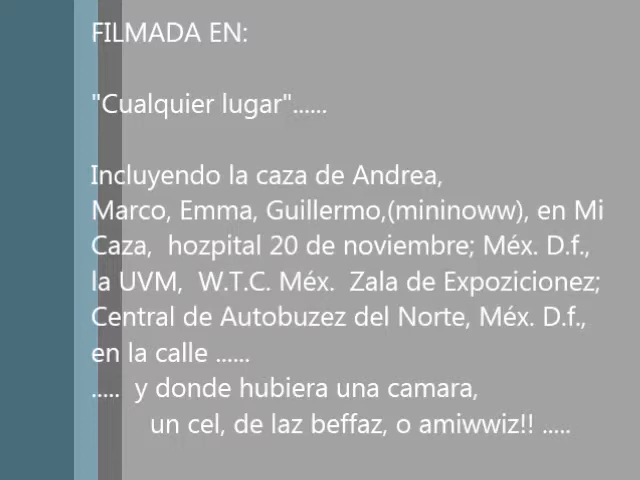 FILMADA EN:
"Cualquier lugar"......
Incluyendo la caza de Andrea,
Marco, Emma, Guillermo,(mininoww), en Mi
Caza,  hozpital 20 de noviembre; Méx. D.f.,
la UVM,  W.T.C. Méx.  Zala de Expozicionez;
Central de Autobuzez del Norte, Méx. D.f.,
en la calle ......
.....  y donde hubiera una camara,
un cel, de laz beffaz, o amiwwiz!! .....